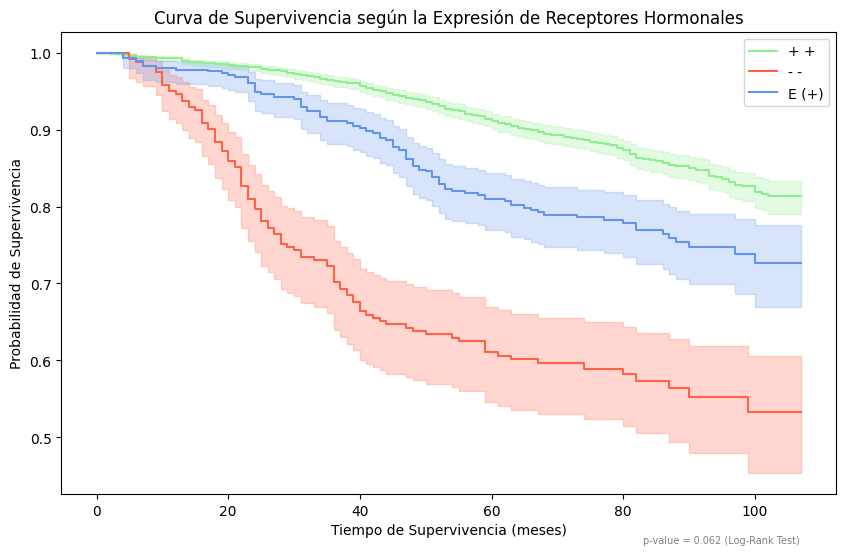 Curva de Supervivencia según la Expresión de Receptores Hormonales
+ +
- -
E (+)
Probabilidad de Supervivencia
1.0
0.9
0.8
0.7
0.6
0.5
0
20
40
60
80
100
Tiempo de Supervivencia (meses)
p-value = 0.062 (Log-Rank Test)